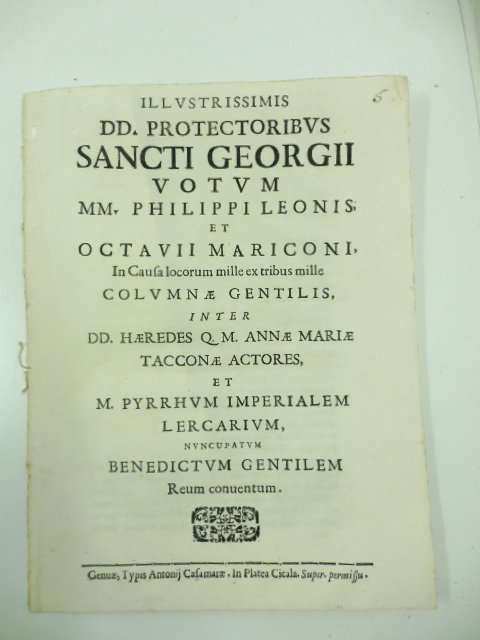 5
ILLVSTRISSIMIS
DD. PROTECTORIBVS
SANCTI GEORGII
VOTVM
MM. PHILIPPI LEONIS,
ET
OCTAVII MARICONI,
In Cauſa locorum mille ex tribus mille
COLVMNÆ GENTILIS,
INTER
DD. HÆREDES Q. M. ANNÆ MARIÆ
TACCONÆ ACTORES,
ET
M. PYRRHVM IMPERIALEM
LERCARIVM,
NVNCUPATVM
BENEDICTVM GENTILEM
Reum conuentum.
Genuæ, Typis Antonij Caſamaræ. In Platea Cicala. Super. permiſſu.